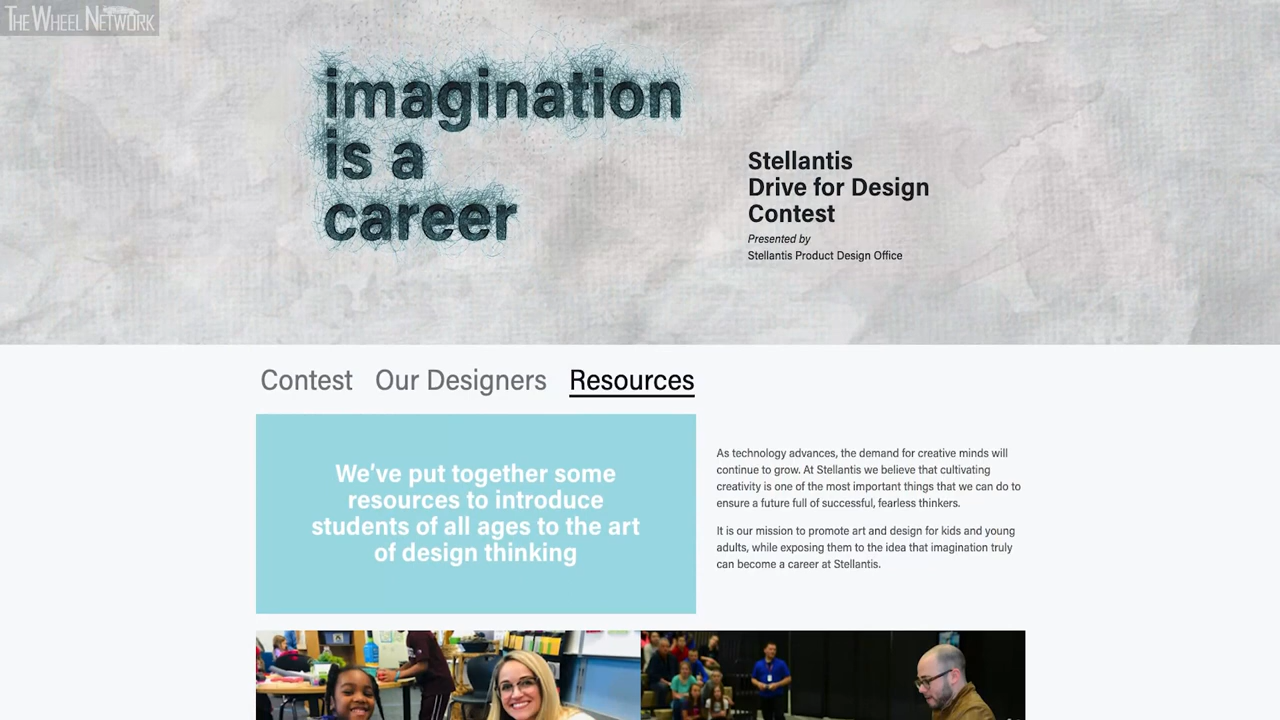 THE WHEEL NETWORK
imagination
is a
career
Stellantis
Drive for Design
Contest
Presented by
Stellantis Product Design Office
Contest Our Designers Resources
We've put together some
resources to introduce
students of all ages to the art
of design thinking
As technology advances, the demand for creative minds will
continue to grow. At Stellantis we believe that cultivating
creativity is one of the most important things that we can do to
ensure a future full of successful, fearless thinkers.
It is our mission to promote art and design for kids and young
adults, while exposing them to the idea that imagination truly
can become a career at Stellantis.